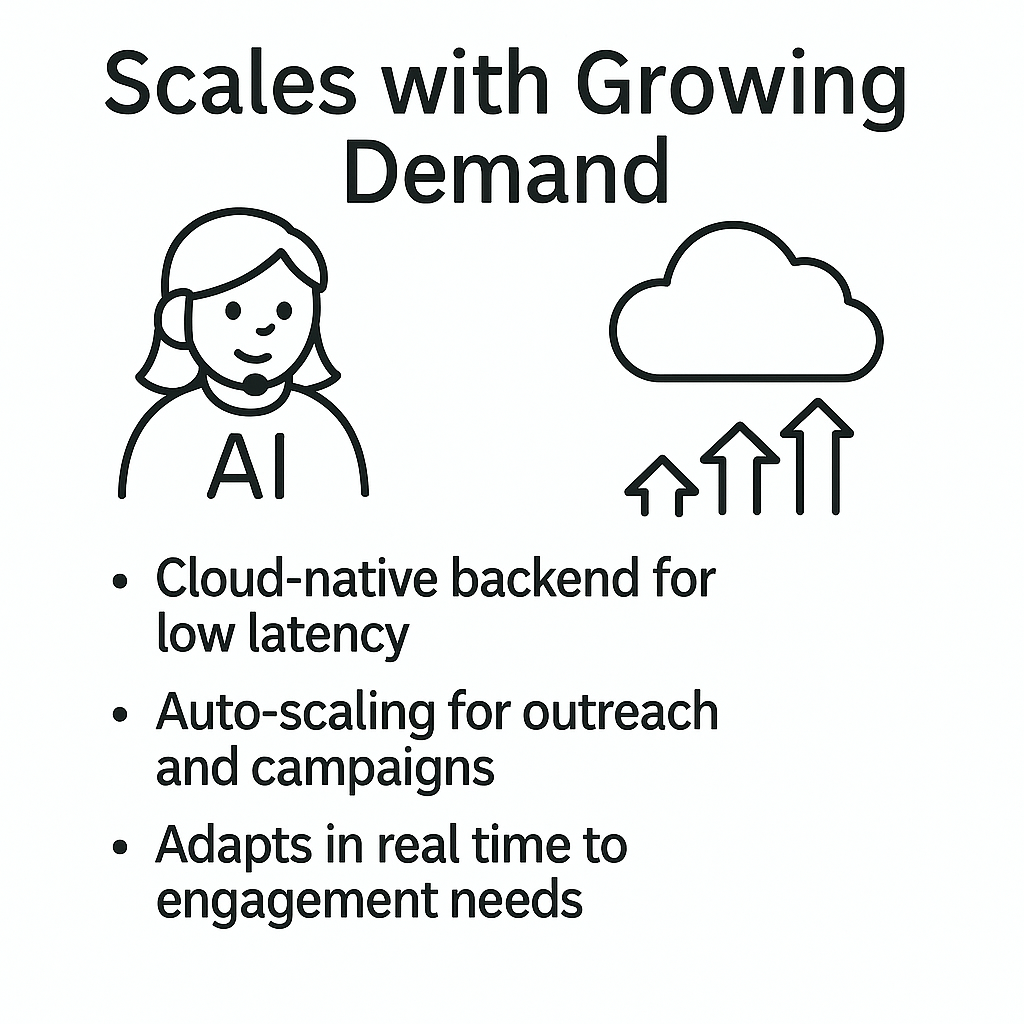 Scales with Growing
Demand
AI
• Cloud-native backend for
low latency
• Auto-scaling for outreach
and campaigns
• Adapts in real time to
engagement needs